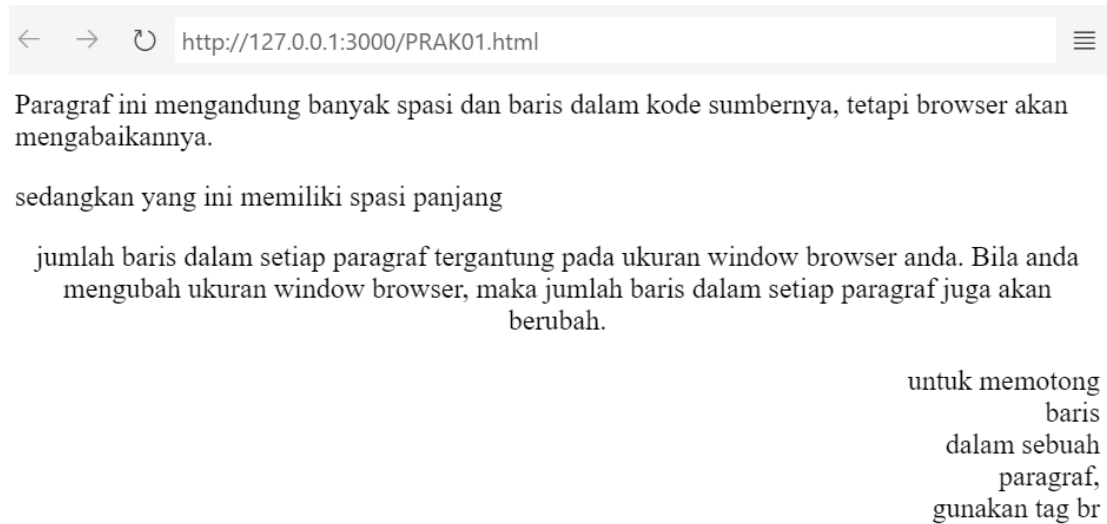 http://127.0.0.1:3000/PRAK01.html
Paragraf ini mengandung banyak spasi dan baris dalam kode sumbernya, tetapi browser akan
mengabaikannya.
sedangkan yang ini memiliki spasi panjang
jumlah baris dalam setiap paragraf tergantung pada ukuran window browser anda. Bila anda
mengubah ukuran window browser, maka jumlah baris dalam setiap paragraf juga akan
berubah.
untuk memotong
baris
dalam sebuah
paragraf,
gunakan tag br